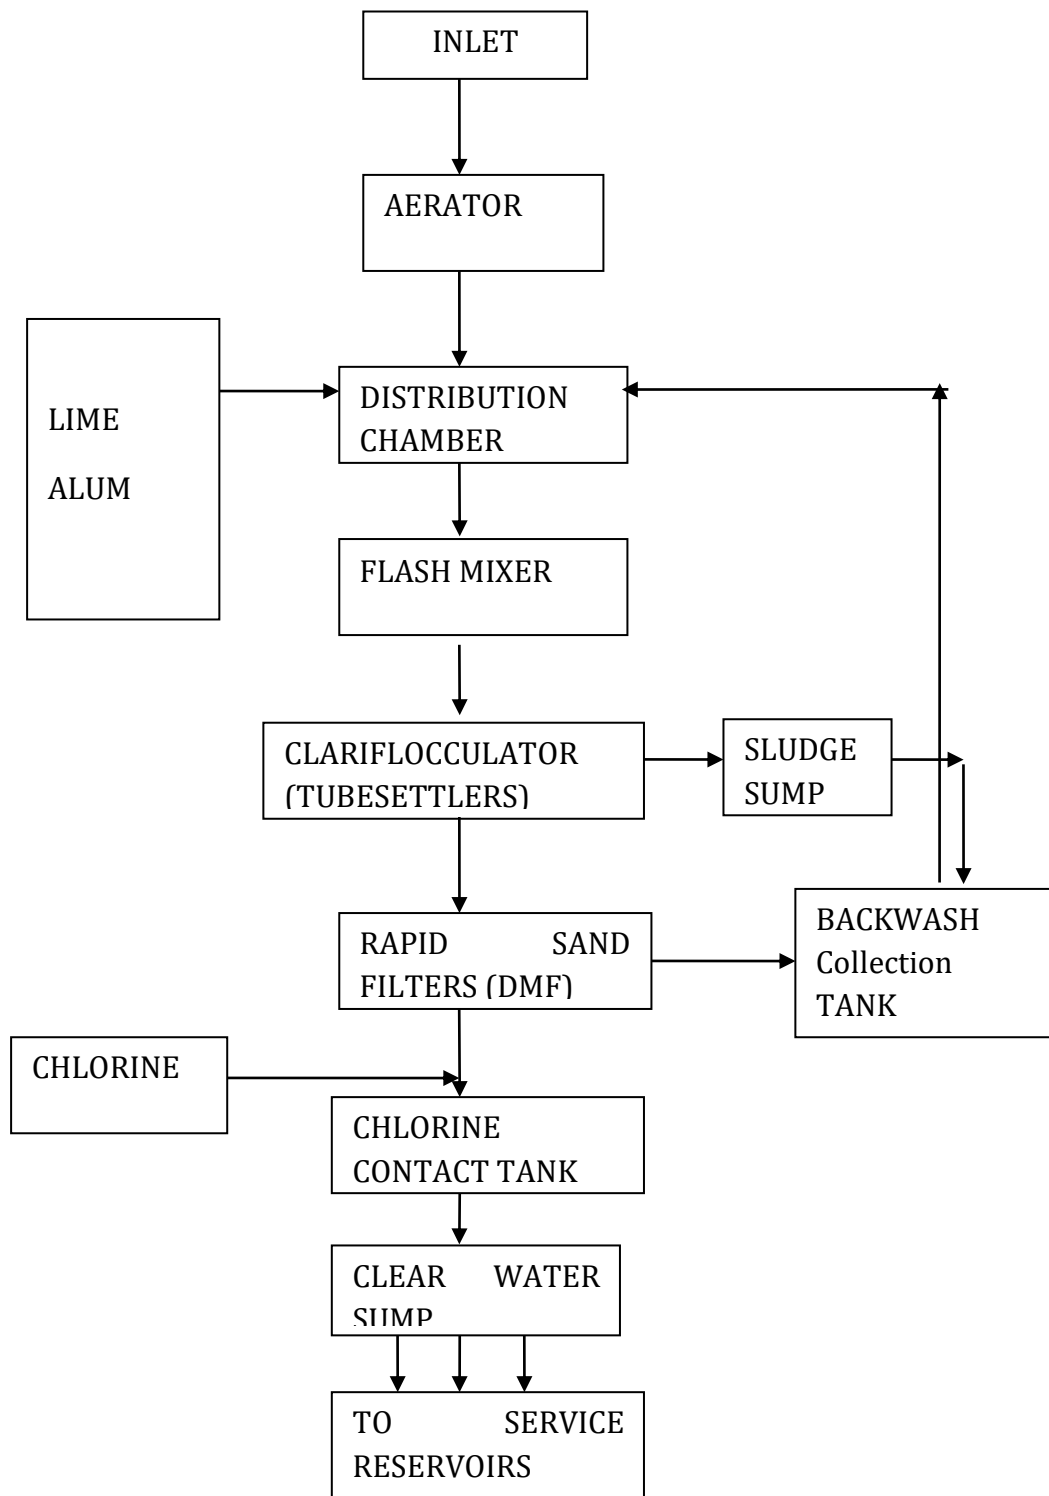 INLET
AERATOR
LIME
ALUM
DISTRIBUTION
CHAMBER
FLASH MIXER
CLARIFLOCCULATOR
(TUBESETTLERS)
SLUDGE
SUMP
RAPID SAND
FILTERS (DMF)
BACKWASH
Collection
TANK
CHLORINE
CHLORINE
CONTACT TANK
CLEAR WATER
SUMP
TO SERVICE
RESERVOIRS